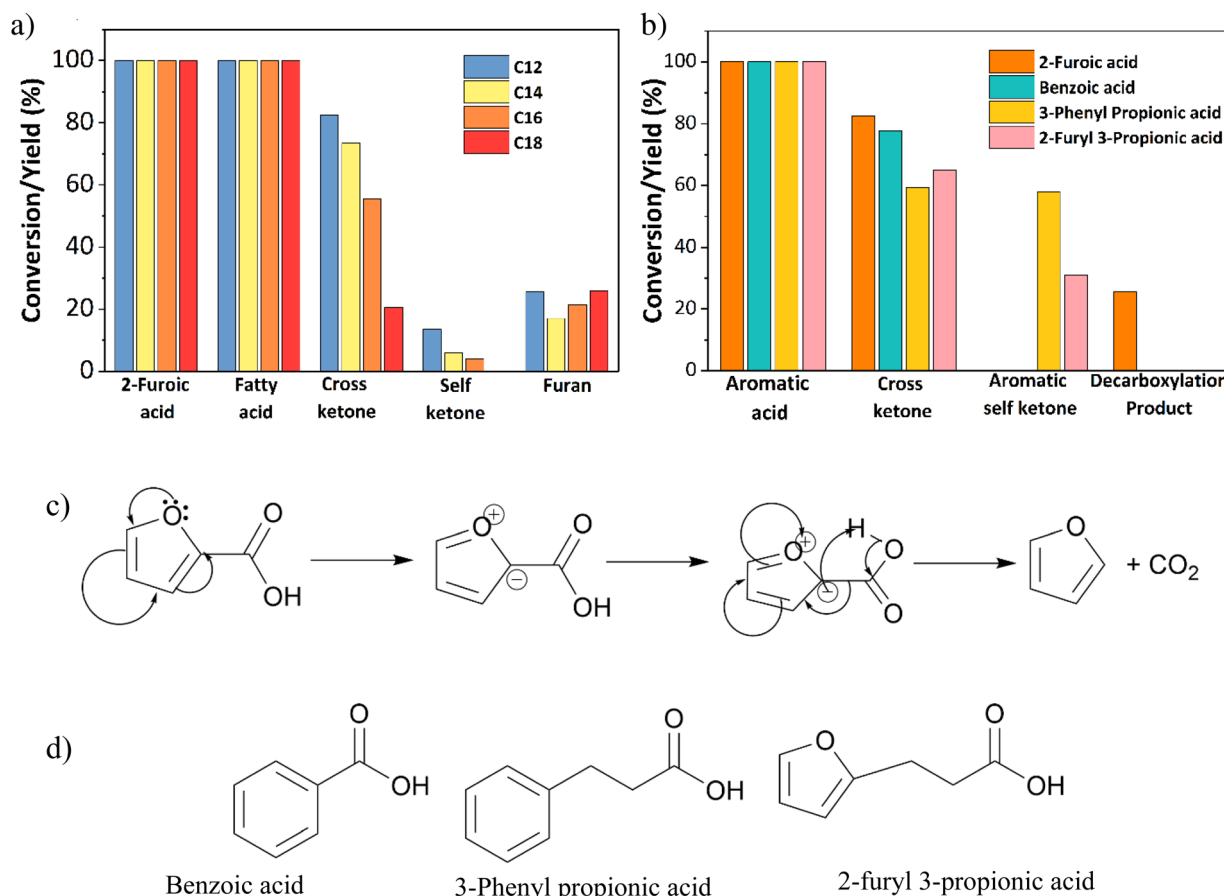 a)
Conversion/Yield (%)
100
80
60
40
20
0
C12
C14
C16
C18
2-Furoic acid
Fatty acid
Cross ketone
Self ketone
Furan
b)
Conversion/Yield (%)
100
80
60
40
20
0
2-Furoic acid
Benzoic acid
3-Phenyl Propionic acid
2-Furyl 3-Propionic acid
Aromatic acid
Cross ketone
Aromatic self ketone
Decarboxylation Product
c)
O
O
OH
O
+
−
O
OH
O
+
−
H
O
O
O
+ CO2
d)
O
OH
Benzoic acid
O
OH
3-Phenyl propionic acid
O
O
OH
2-furyl 3-propionic acid